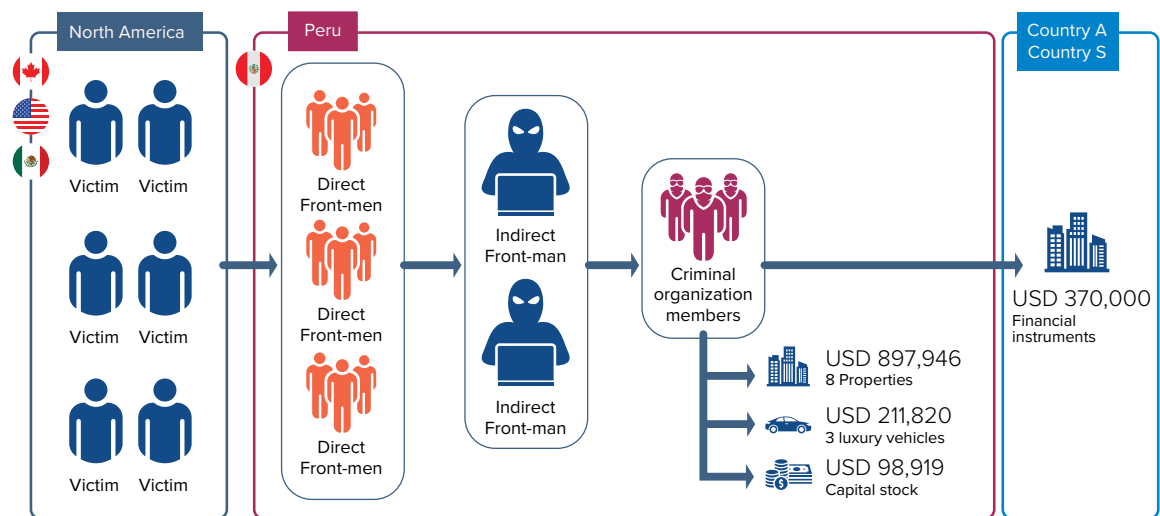 North America
Peru
Country A
Country S
Victim
Victim
Victim
Victim
Victim
Victim
Direct
Front-men
Direct
Front-men
Direct
Front-men
Indirect
Front-man
Indirect
Front-man
Criminal
organization
members
USD 897,946
8 Properties
USD 211,820
3 luxury vehicles
USD 98,919
Capital stock
USD 370,000
Financial
instruments